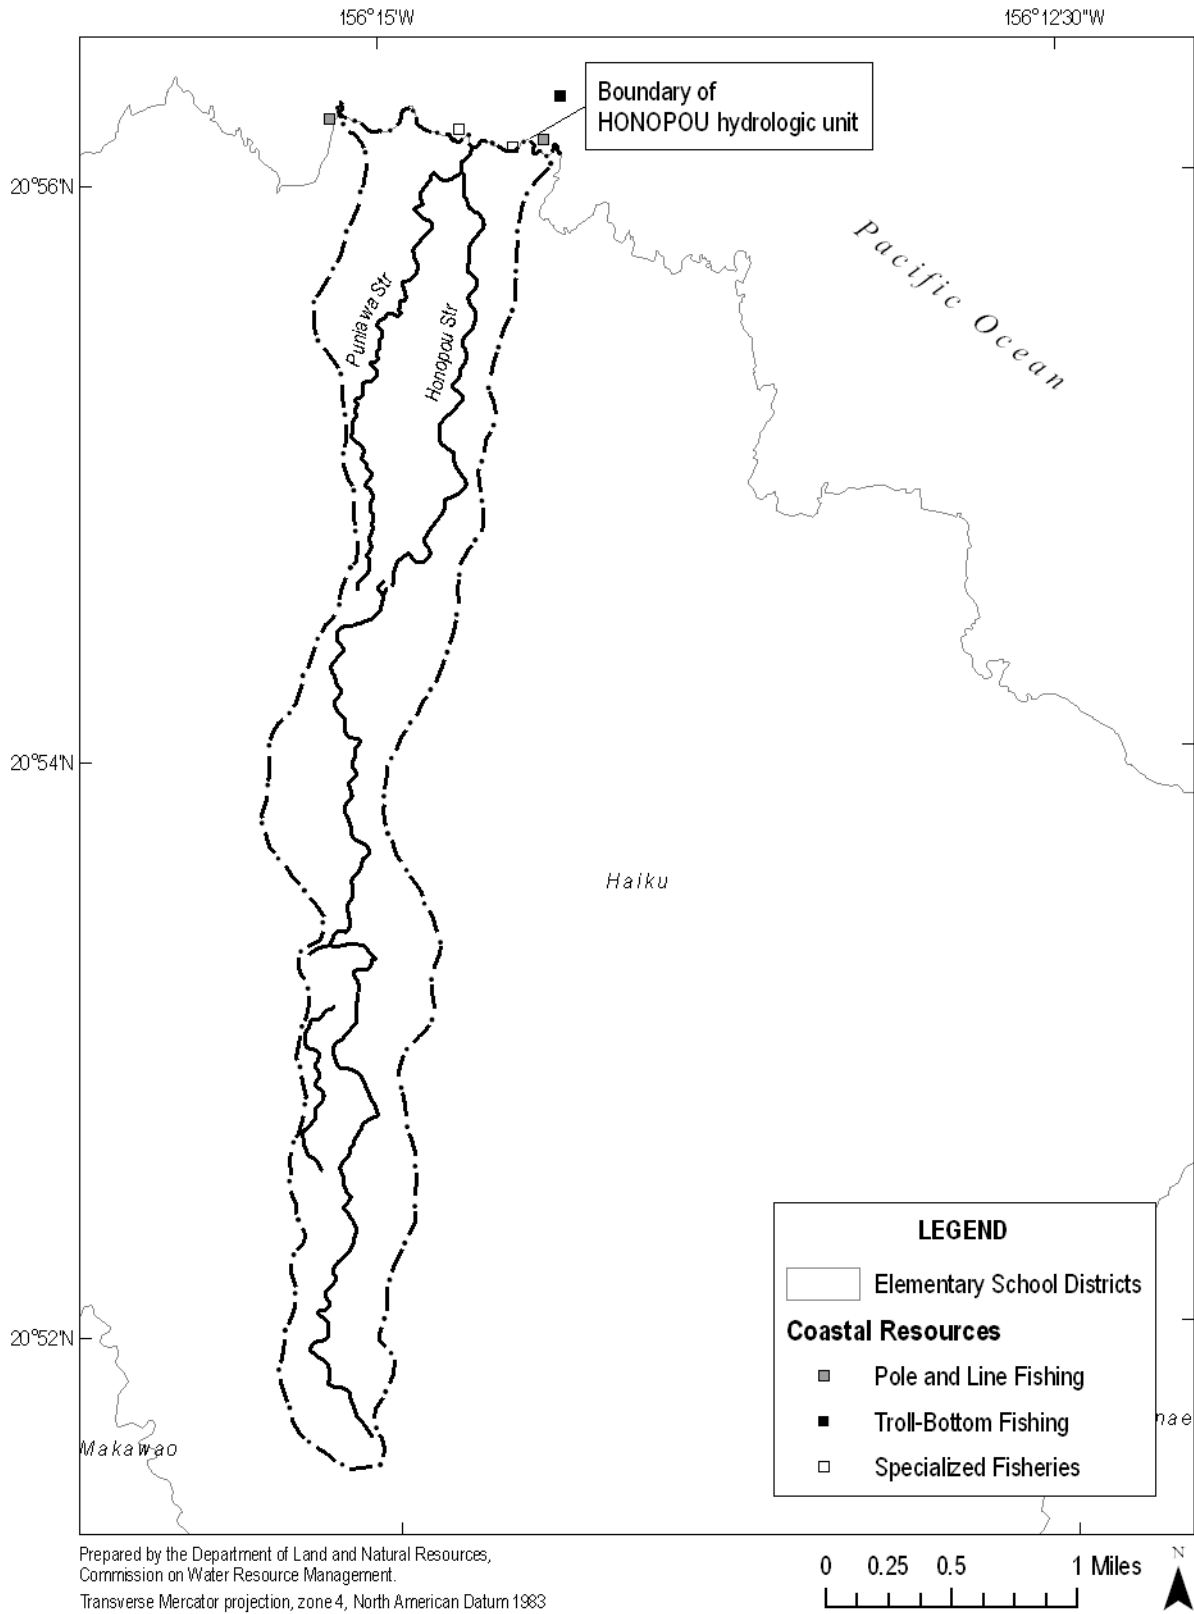 156°15'W
156°12'30"W
Boundary of
HONOPOU hydrologic unit
20°56'N
Pacific Ocean
Puniawa Str
Honopou Str
20°54'N
Haiku
LEGEND
Elementary School Districts
20°52'N
Coastal Resources
Pole and Line Fishing
Troll-Bottom Fishing
nae
Makawao
Specialized Fisheries
Prepared by the Department of Land and Natural Resources,
Commission on Water Resource Management.
Transverse Mercator projection, zone 4, North American Datum 1983
0 0.25 0.5 1 Miles
N